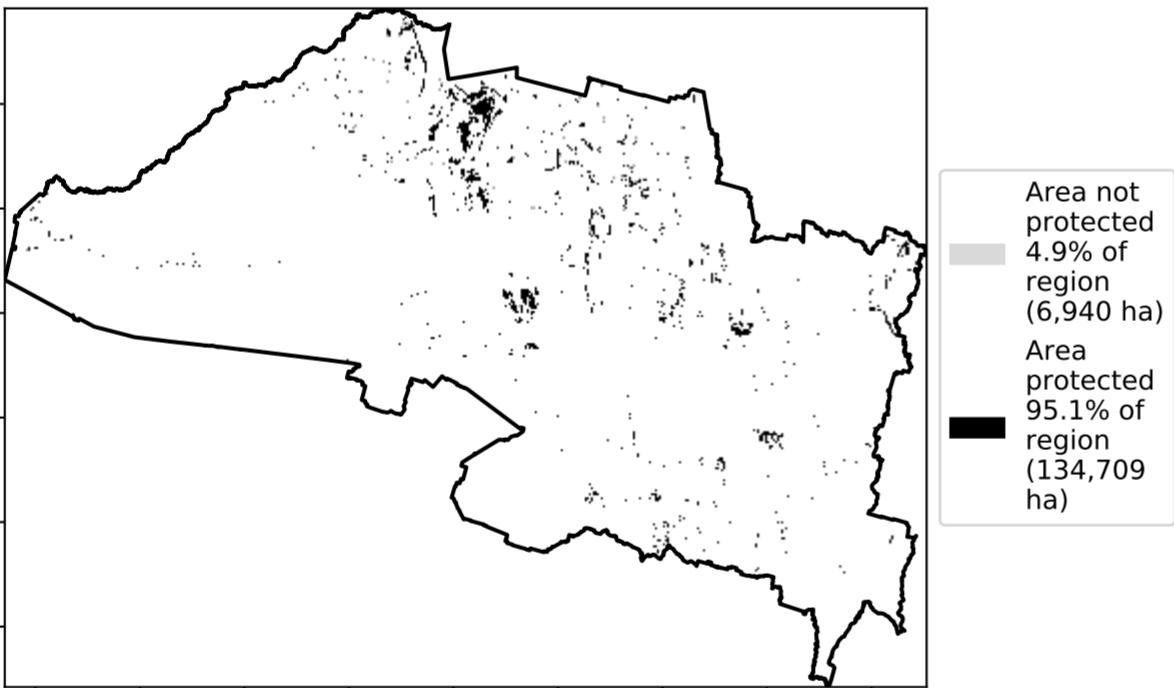 Area not
protected
4.9% of
region
(6,940 ha)
Area
protected
95.1% of
region
(134,709
ha)